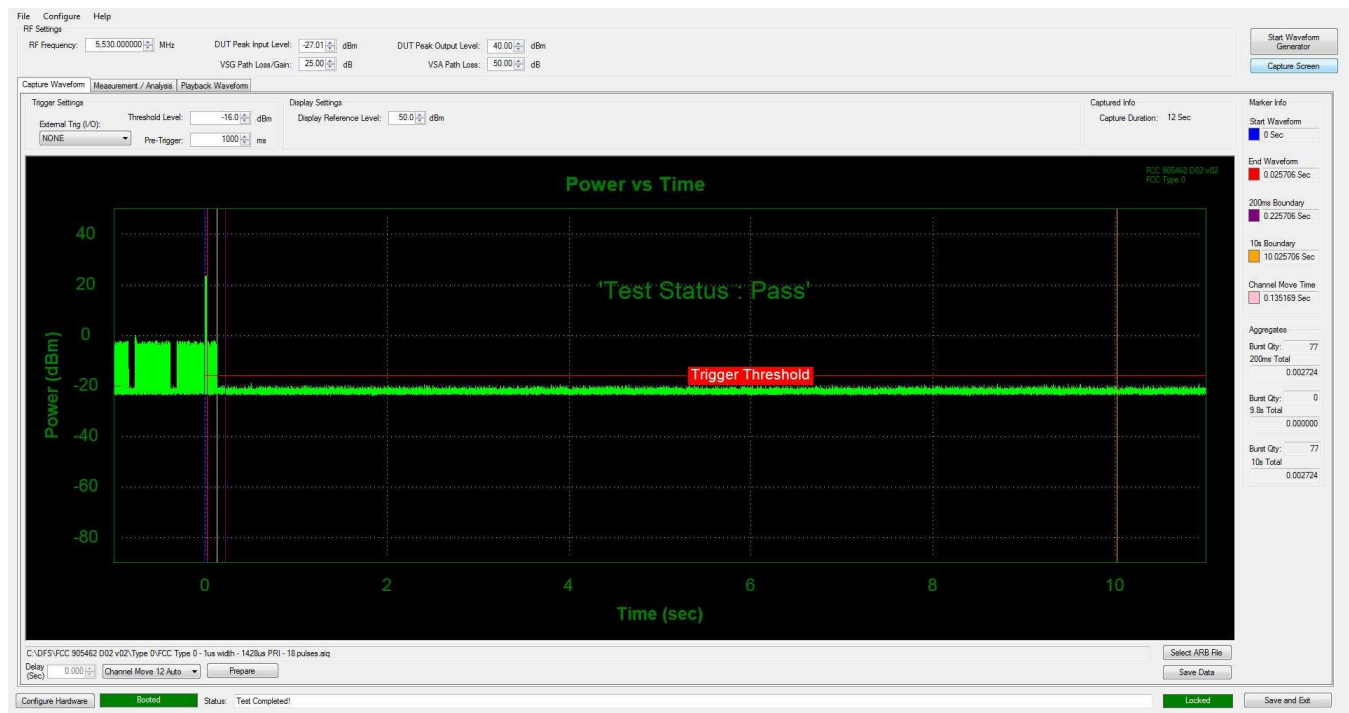 File Configure Help
RF Settings
RF Frequency: 5,530.000000 MHz DUT Peak Input Level: -27.01 dBm DUT Peak Output Level: 40.00 dBm
VSG Path Loss/Gain: 25.00 dB VSA Path Loss: 50.00 dB
Start Waveform Generator
Capture Screen
Capture Waveform Measurement / Analysis Playback Waveform
Trigger Settings
External Trig (I/O): Threshold Level: -16.0 dBm
NONE Pre-Trigger: 1000 ms
Display Settings
Display Reference Level: 50.0 dBm
Captured Info
Capture Duration: 12 Sec
Marker Info
Start Waveform
0 Sec
End Waveform
0.025706 Sec
200ms Boundary
0.225706 Sec
10s Boundary
10.025706 Sec
Channel Move Time
0.135169 Sec
Aggregates
Burst Qty: 77
200ms Total
0.002724
Burst Qty: 0
9.8s Total
0.000000
Burst Qty: 77
10s Total
0.002724
Power vs Time
FCC 905462 D02 v02
FCC Type 0
'Test Status : Pass'
Trigger Threshold
Power (dBm)
40
20
0
-20
-40
-60
-80
0 2 4 6 8 10
Time (sec)
C:\DFS\FCC 905462 D02 v02\Type 0\FCC Type 0 - 1us width - 1428us PRI - 18 pulses.aiq
Select ARB File
Delay (Sec) 0.000 Channel Move 12 Auto Prepare
Save Data
Configure Hardware Booted Status: Test Completed! Locked Save and Exit